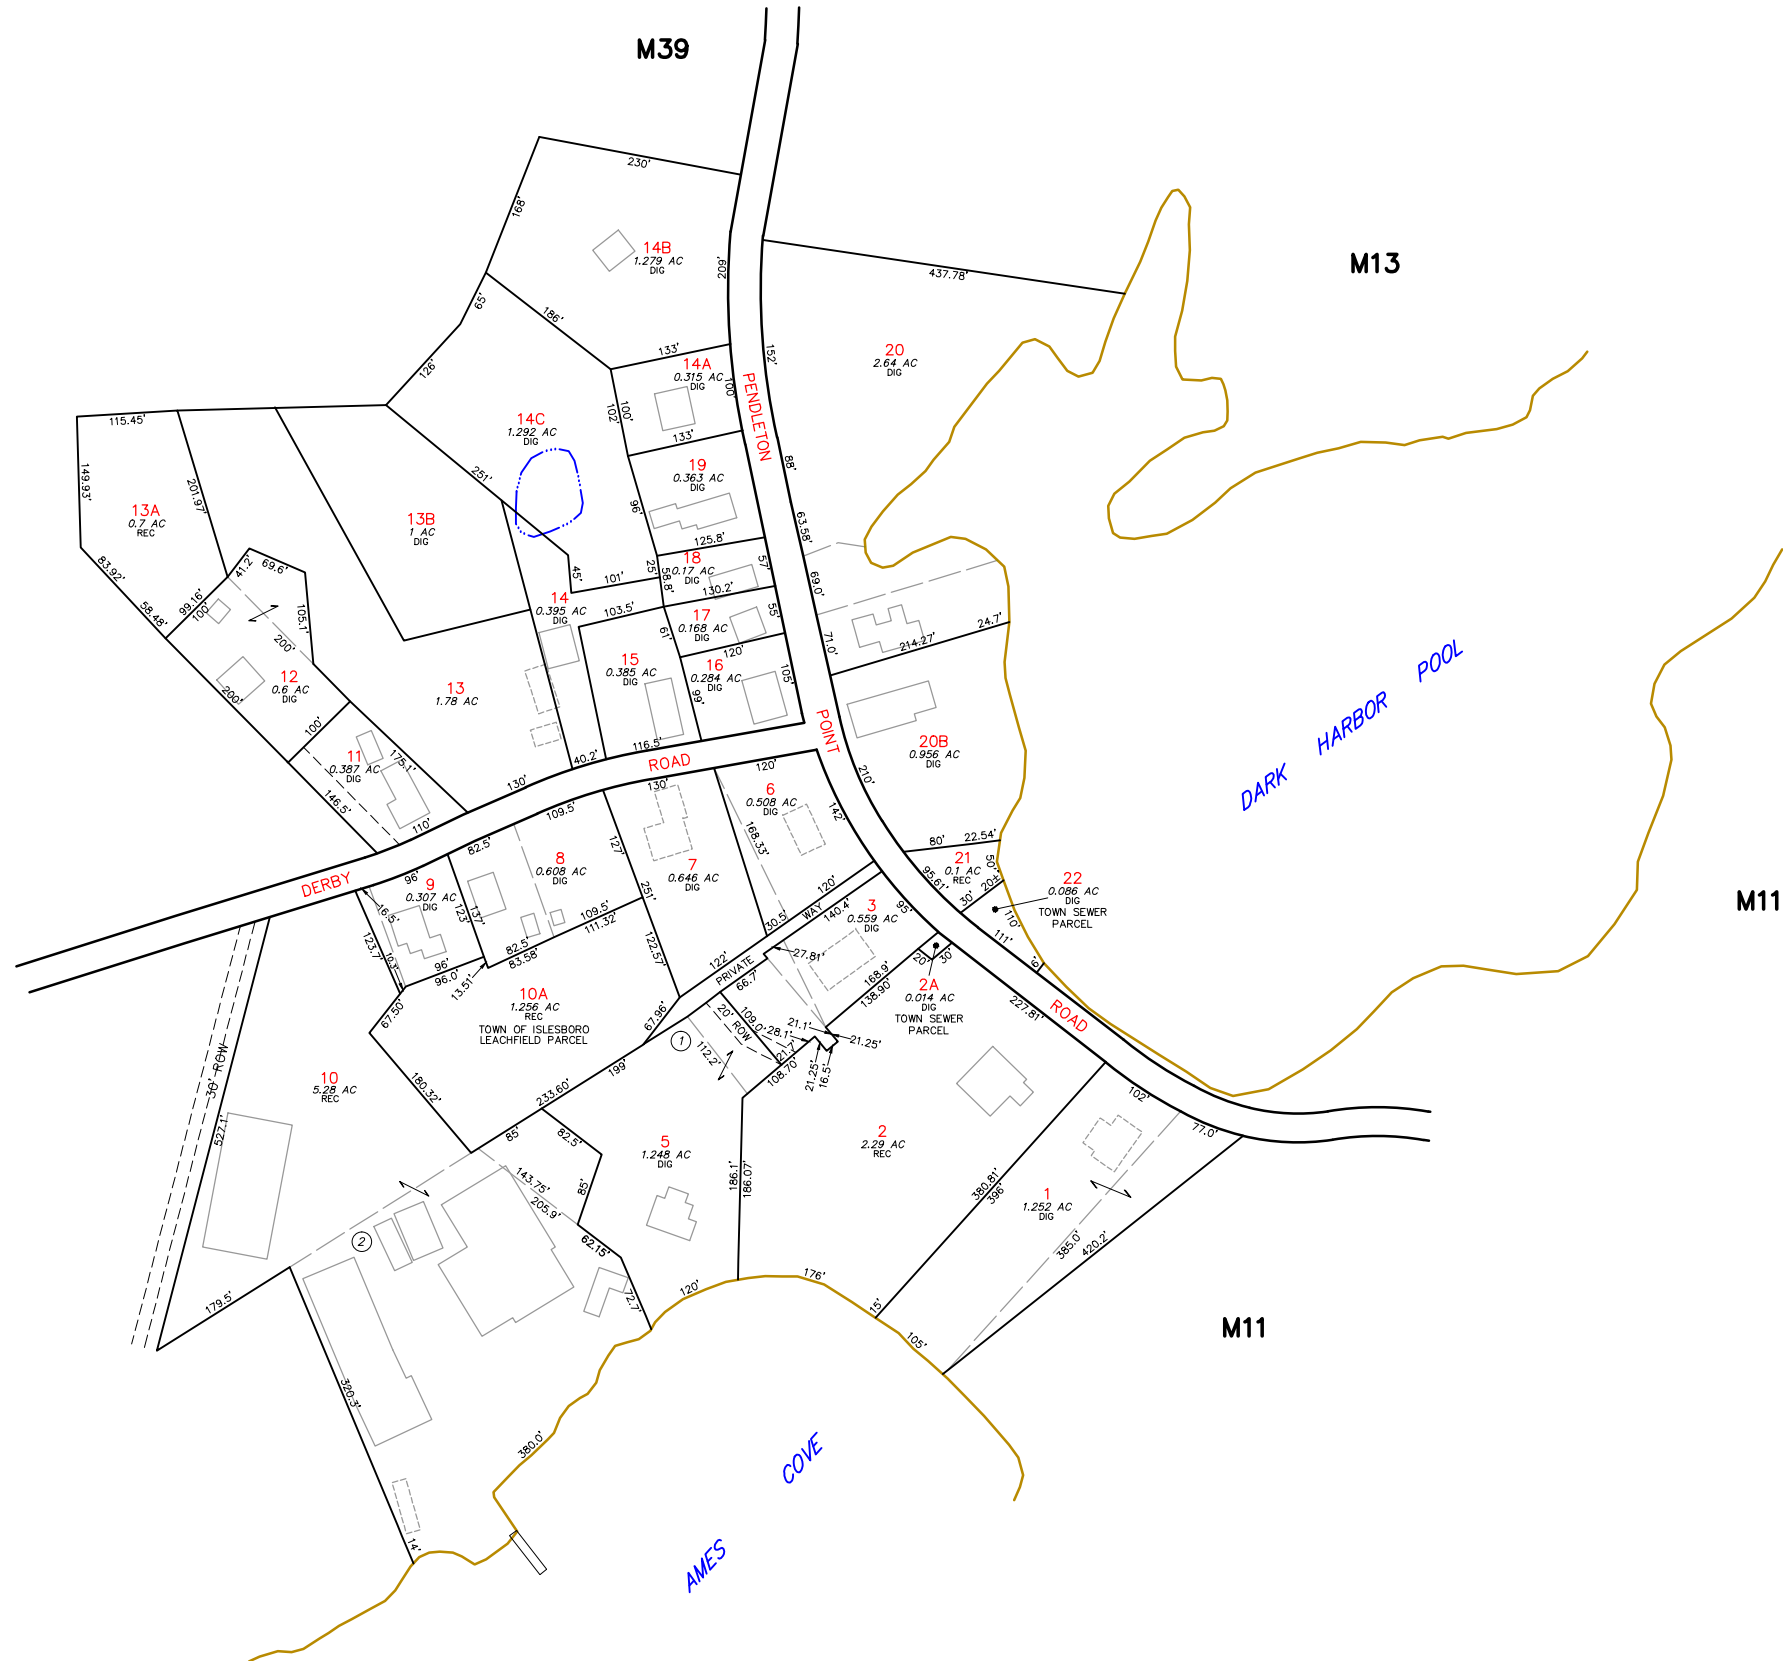 M39
230'
168'
14B
1.279 AC
DIG
209'
M13
437.78'
65'
186'
133'
152'
20
2.64 AC
DIG
126'
14A
0.315 AC
DIG
100'
100'
102'
PENDLETON
115.45'
14C
1.292 AC
DIG
133'
149.93'
201.97'
251'
19
0.363 AC
DIG
88'
96'
13A
0.7 AC
REC
13B
1 AC
DIG
63.58'
125.8'
83.92'
41.2'
69.6'
45'
101'
25'
18
0.17 AC
DIG
57'
58.8'
130.2'
69.0'
58.48'
99.16'
100'
105.1'
14
0.395 AC
DIG
103.5'
17
0.168 AC
DIG
55'
61'
71.0'
24.7'
214.27'
200'
120'
15
0.385 AC
DIG
16
0.284 AC
DIG
105'
12
0.6 AC
DIG
13
1.78 AC
99'
200'
DARK HARBOR POOL
100'
POINT
11
0.387 AC
DIG
175.1'
116.5'
40.2'
ROAD
120'
130'
130'
20B
0.956 AC
DIG
210'
146.5'
110'
109.5'
6
0.508 AC
DIG
142'
82.5'
127'
168.33'
80'
22.54'
DERBY
96'
8
0.608 AC
DIG
7
0.646 AC
DIG
21
0.1 AC
REC
50'
95.61'
30'
20±
22
0.086 AC
DIG
TOWN SEWER
PARCEL
110'
111'
6'
M11
9
0.307 AC
DIG
16.5'
123'
137'
251'
120'
30.5'
WAY
140.4'
3
0.559 AC
DIG
95'
109.5'
111.32'
123.7'
16.3'
82.5'
83.58'
96'
96.0'
13.51'
122.57'
122'
PRIVATE
66.7'
27.81'
20'
30'
168.9'
138.90'
2A
0.014 AC
DIG
TOWN SEWER
PARCEL
227.81'
ROAD
10A
1.256 AC
REC
TOWN OF ISLESBORO
LEACHFIELD PARCEL
67.50'
67.96'
1
20' ROW
109.0'
28.1'
21.1'
21.25'
21.7'
108.70'
21.25'
16.5'
112.2'
30' ROW
527.1'
10
5.28 AC
REC
180.32'
233.60'
199'
85'
82.5'
5
1.248 AC
DIG
186.1'
186.07'
2
2.29 AC
REC
102'
77.0'
380.81'
396'
1
1.252 AC
DIG
143.75'
205.9'
85'
2
62.15'
385.0'
420.2'
179.5'
72.7'
120'
176'
15'
105'
M11
320.3'
380.0'
14'
AMES COVE